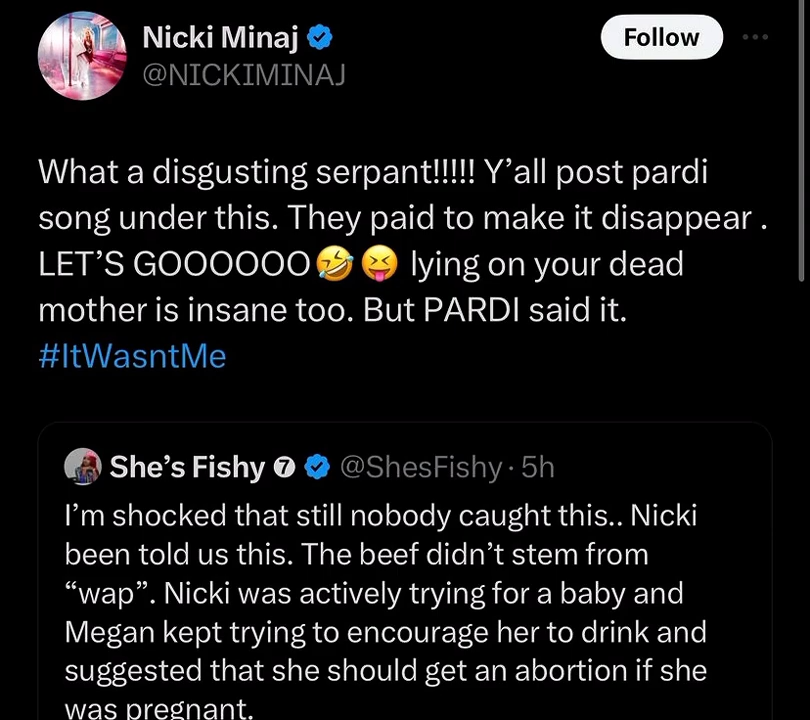 Nicki Minaj
Follow
@NICKIMINAJ
What a disgusting serpant!!!!! Y’all post pardi
song under this. They paid to make it disappear .
LET’S GOOOOOO🤣😝 lying on your dead
mother is insane too. But PARDI said it.
#ItWasntMe
She’s Fishy 7 @ShesFishy · 5h
I’m shocked that still nobody caught this.. Nicki
been told us this. The beef didn’t stem from
“wap”. Nicki was actively trying for a baby and
Megan kept trying to encourage her to drink and
suggested that she should get an abortion if she
was pregnant.